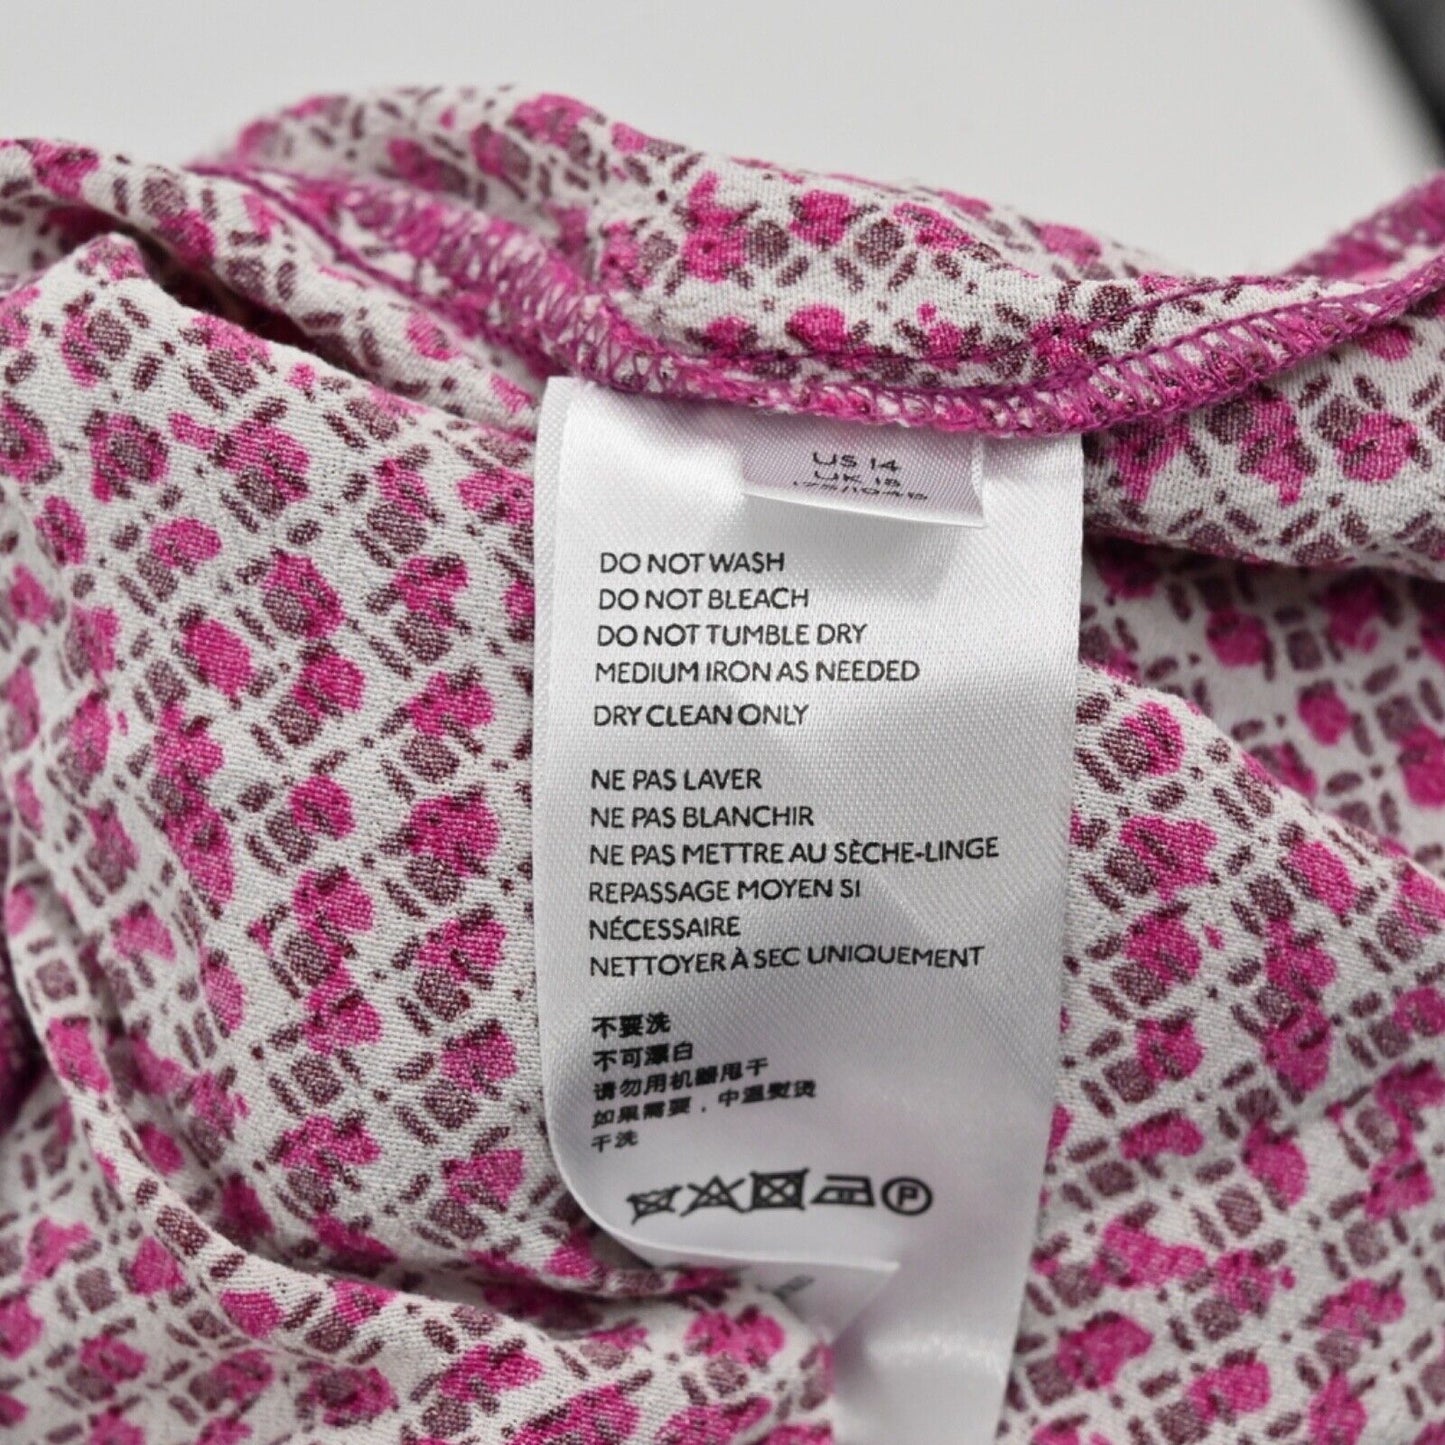 US 14
UK 18
DO NOT WASH
DO NOT BLEACH
DO NOT TUMBLE DRY
MEDIUM IRON AS NEEDED
DRY CLEAN ONLY
NE PAS LAVER
NE PAS BLANCHIR
NE PAS METTRE AU SÈCHE-LINGE
REPASSAGE MOYEN SI
NÉCESSAIRE
NETTOYER À SEC UNIQUEMENT
不要洗
不可漂白
请勿用机器甩干
如果需要，中温熨烫
干洗
P